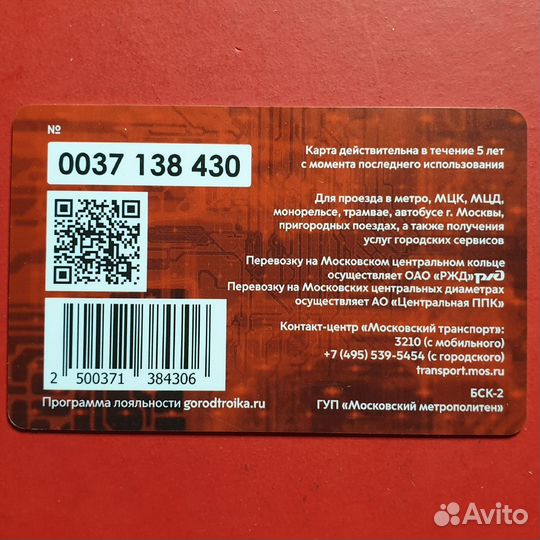 №
0037 138 430
Карта действительна в течение 5 лет
с момента последнего использования
Для проезда в метро, МЦК, МЦД,
монорельсе, трамвае, автобусе г. Москвы,
пригородных поездах, а также получения
услуг городских сервисов
Перевозку на Московском центральном кольце
осуществляет ОАО «РЖД» РЖД
Перевозку на Московских центральных диаметрах
осуществляет АО «Центральная ППК»
Контакт-центр «Московский транспорт»:
3210 (с мобильного)
+7 (495) 539-5454 (с городского)
transport.mos.ru
2 500371 384306
Программа лояльности gorodtroika.ru
БСК-2
ГУП «Московский метрополитен»
Avito